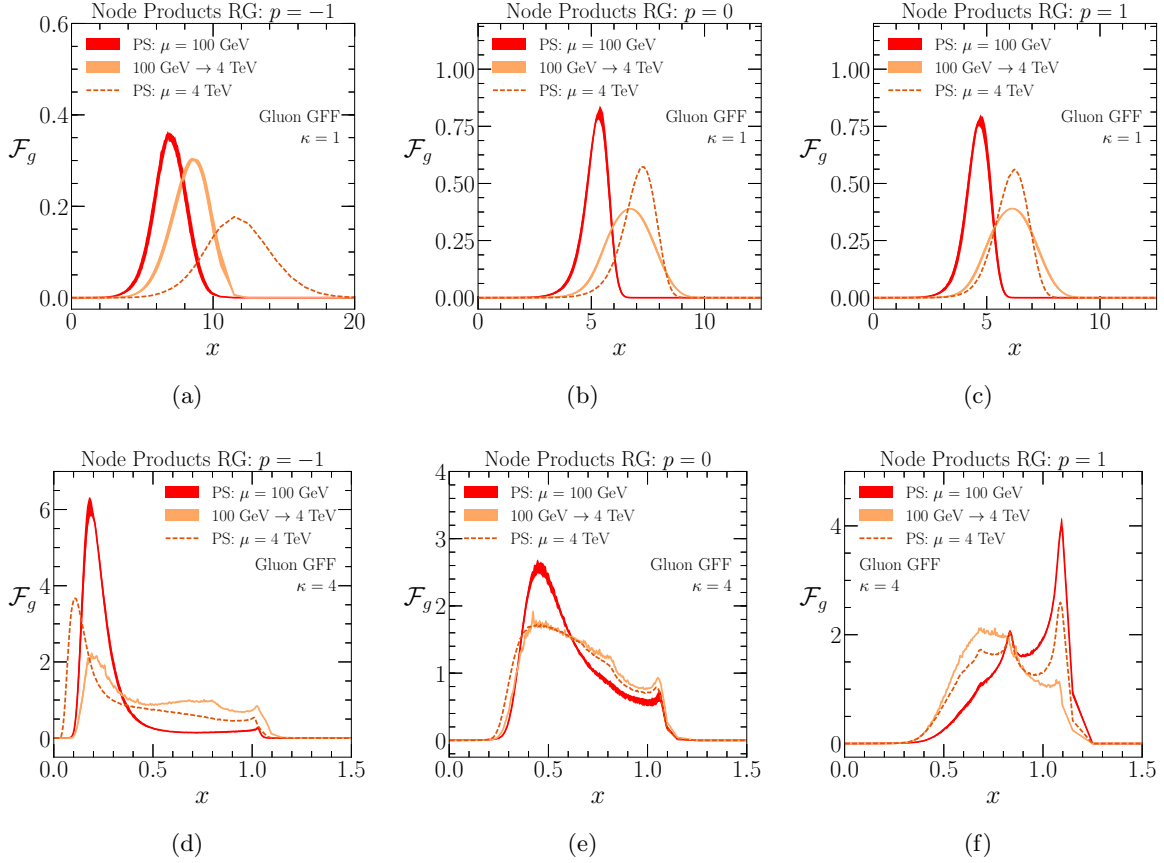 Node Products RG: p = −1
PS: μ = 100 GeV
100 GeV → 4 TeV
PS: μ = 4 TeV
Gluon GFF
κ = 1
ℱg
0.6
0.4
0.2
0.0
0 10 20
x
(a)
Node Products RG: p = 0
PS: μ = 100 GeV
100 GeV → 4 TeV
PS: μ = 4 TeV
Gluon GFF
κ = 1
ℱg
1.00
0.75
0.50
0.25
0.00
0 5 10
x
(b)
Node Products RG: p = 1
PS: μ = 100 GeV
100 GeV → 4 TeV
PS: μ = 4 TeV
Gluon GFF
κ = 1
ℱg
1.00
0.75
0.50
0.25
0.00
0 5 10
x
(c)
Node Products RG: p = −1
PS: μ = 100 GeV
100 GeV → 4 TeV
PS: μ = 4 TeV
Gluon GFF
κ = 4
ℱg
6
4
2
0
0.0 0.5 1.0 1.5
x
(d)
Node Products RG: p = 0
PS: μ = 100 GeV
100 GeV → 4 TeV
PS: μ = 4 TeV
Gluon GFF
κ = 4
ℱg
4
3
2
1
0
0.0 0.5 1.0 1.5
x
(e)
Node Products RG: p = 1
PS: μ = 100 GeV
100 GeV → 4 TeV
PS: μ = 4 TeV
Gluon GFF
κ = 4
ℱg
4
2
0
0.0 0.5 1.0 1.5
x
(f)